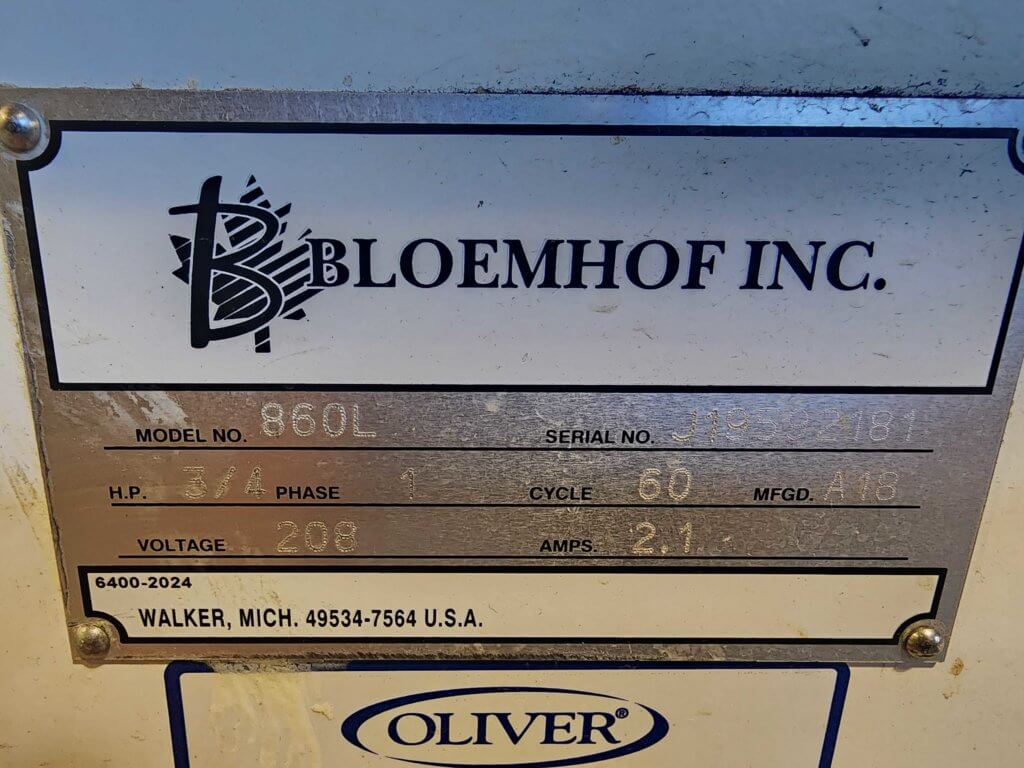 B BLOEMHOF INC.
MODEL NO. 860L SERIAL NO. J19302181
H.P. 3/4 PHASE 1 CYCLE 60 MFGD. A18
VOLTAGE 208 AMPS. 2.1
6400-2024
WALKER, MICH. 49534-7564 U.S.A.
OLIVER®